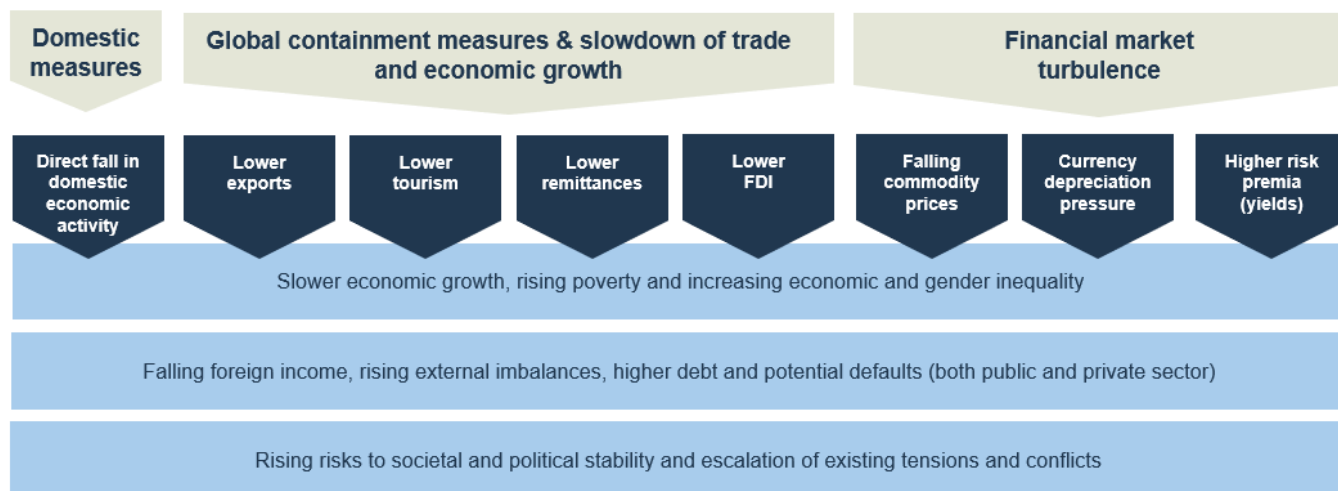 Domestic
measures
Global containment measures & slowdown of trade
and economic growth
Financial market
turbulence
Direct fall in
domestic
economic
activity
Lower
exports
Lower
tourism
Lower
remittances
Lower
FDI
Falling
commodity
prices
Currency
depreciation
pressure
Higher risk
premia
(yields)
Slower economic growth, rising poverty and increasing economic and gender inequality
Falling foreign income, rising external imbalances, higher debt and potential defaults (both public and private sector)
Rising risks to societal and political stability and escalation of existing tensions and conflicts